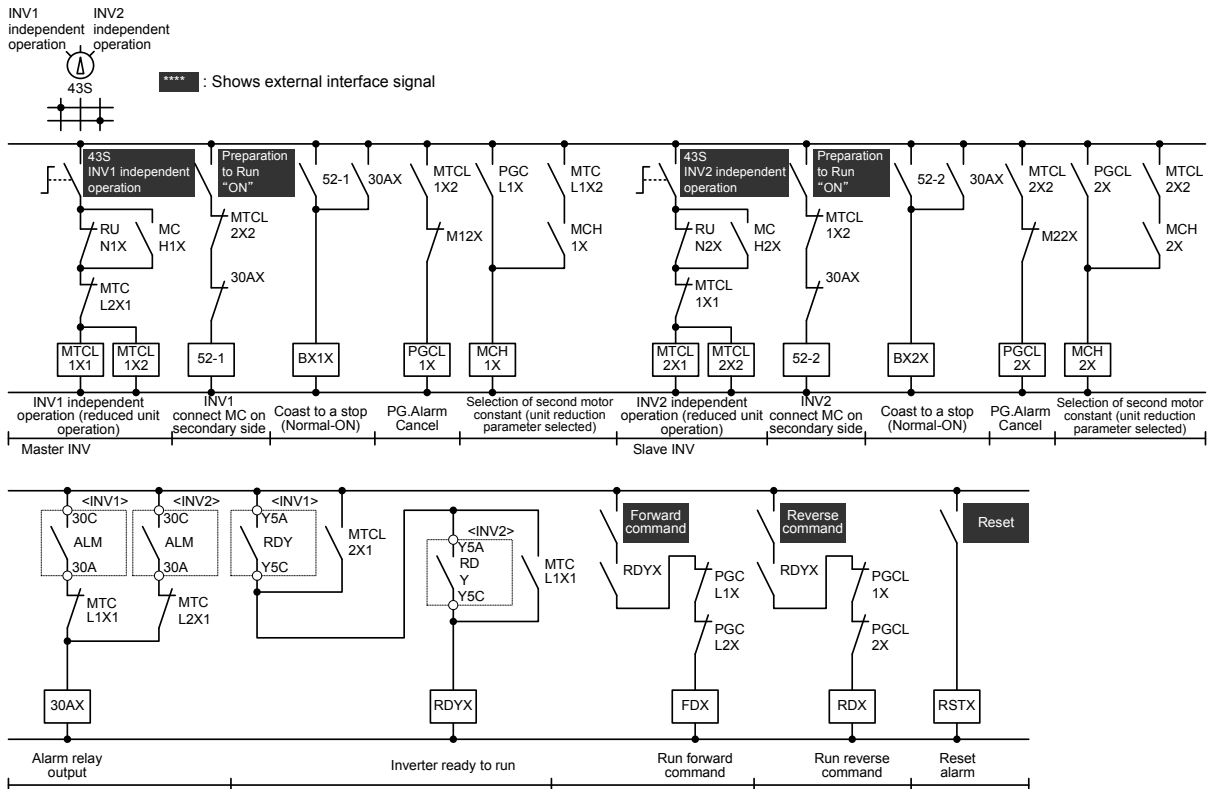 INV1 INV2
independent independent
operation operation
43S
**** : Shows external interface signal
43S
INV1 independent
operation
Preparation
to Run
“ON”
52-1
30AX
MTCL
1X2
PGC
L1X
MTC
L1X2
43S
INV2 independent
operation
Preparation
to Run
“ON”
52-2
30AX
MTCL
2X2
PGCL
2X
MTCL
2X2
RU
N1X
MC
H1X
MTCL
2X2
M12X
MCH
1X
RU
N2X
MC
H2X
MTCL
1X2
M22X
MCH
2X
MTC
L2X1
30AX
MTCL
1X1
30AX
MTCL
1X1
MTCL
1X2
52-1
BX1X
PGCL
1X
MCH
1X
MTCL
2X1
MTCL
2X2
52-2
BX2X
PGCL
2X
MCH
2X
INV1 independent
operation (reduced unit
operation)
INV1
connect MC on
secondary side
Coast to a stop
(Normal-ON)
PG.Alarm
Cancel
Selection of second motor
constant (unit reduction
parameter selected)
INV2 independent
operation (reduced unit
operation)
INV2
connect MC on
secondary side
Coast to a stop
(Normal-ON)
PG.Alarm
Cancel
Selection of second motor
constant (unit reduction
parameter selected)
Master INV
Slave INV
<INV1>
30C
ALM
30A
<INV2>
30C
ALM
30A
<INV1>
Y5A
RDY
Y5C
MTCL
2X1
<INV2>
Y5A
RD
Y
Y5C
MTC
L1X1
Forward
command
Reverse
command
Reset
RDYX
PGC
L1X
RDYX
PGCL
1X
MTC
L1X1
MTC
L2X1
PGC
L2X
PGCL
2X
30AX
RDYX
FDX
RDX
RSTX
Alarm relay
output
Inverter ready to run
Run forward
command
Run reverse
command
Reset
alarm